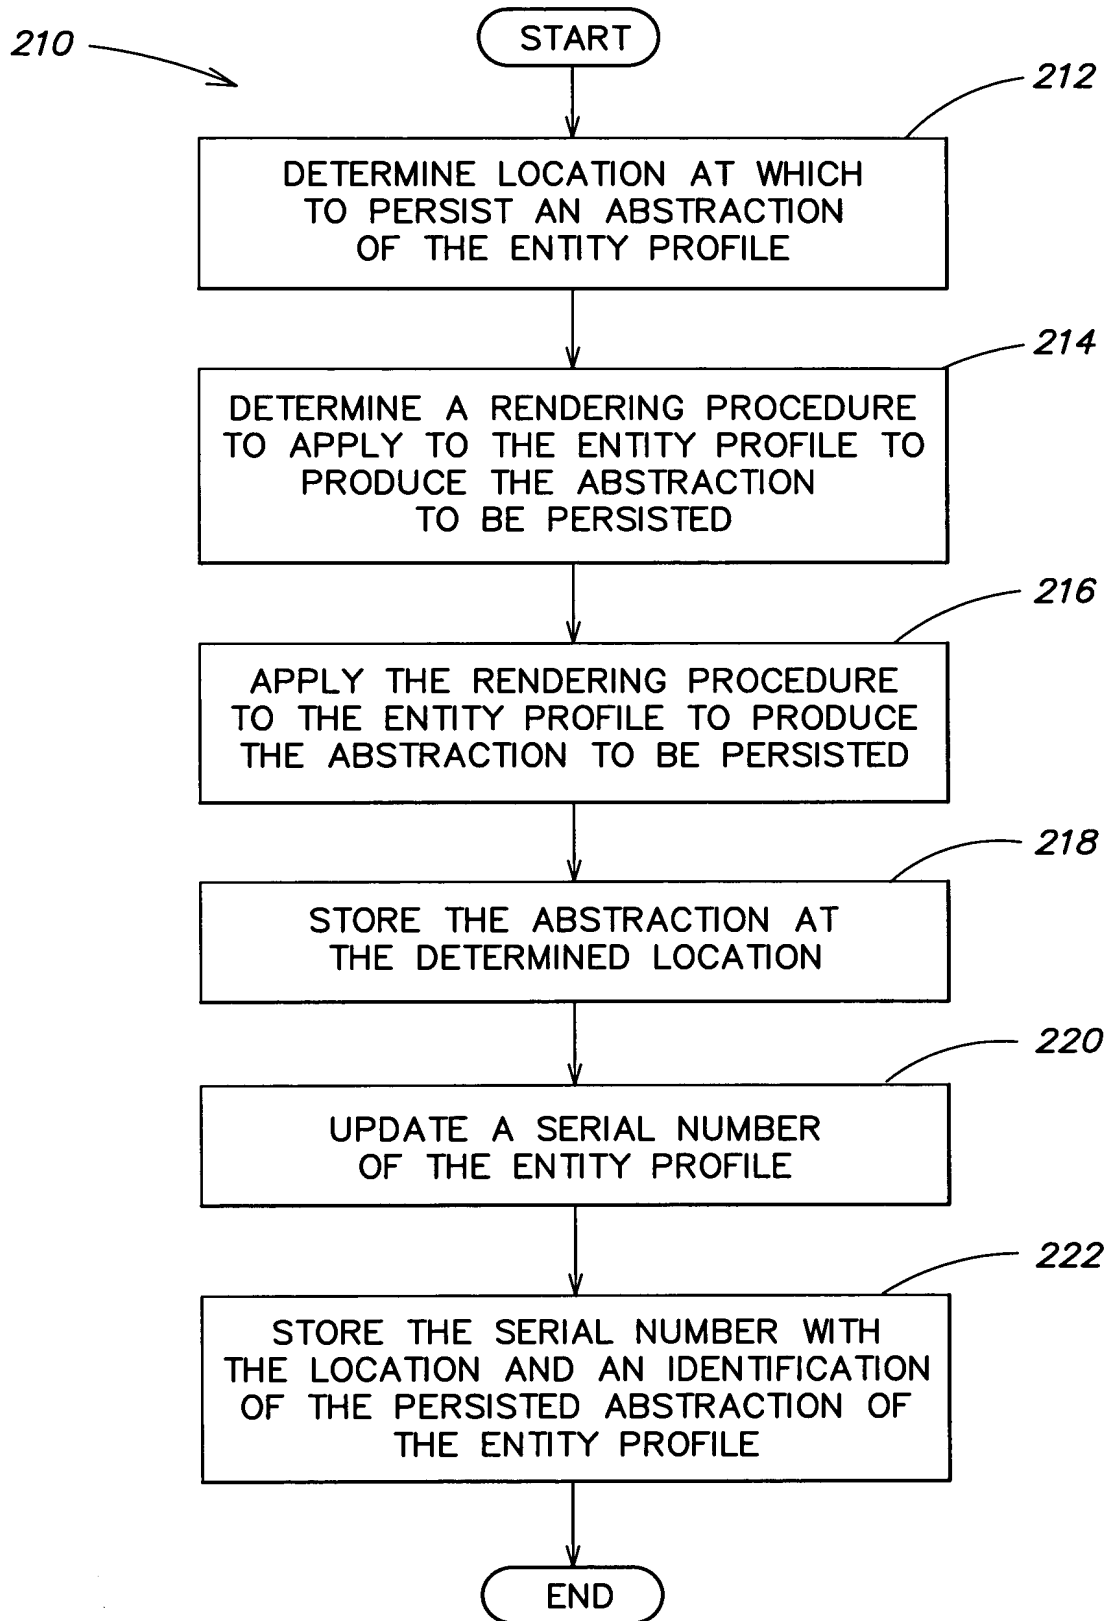 START
210
212
DETERMINE LOCATION AT WHICH
TO PERSIST AN ABSTRACTION
OF THE ENTITY PROFILE
214
DETERMINE A RENDERING PROCEDURE
TO APPLY TO THE ENTITY PROFILE TO
PRODUCE THE ABSTRACTION
TO BE PERSISTED
216
APPLY THE RENDERING PROCEDURE
TO THE ENTITY PROFILE TO PRODUCE
THE ABSTRACTION TO BE PERSISTED
218
STORE THE ABSTRACTION AT
THE DETERMINED LOCATION
220
UPDATE A SERIAL NUMBER
OF THE ENTITY PROFILE
222
STORE THE SERIAL NUMBER WITH
THE LOCATION AND AN IDENTIFICATION
OF THE PERSISTED ABSTRACTION OF
THE ENTITY PROFILE
END